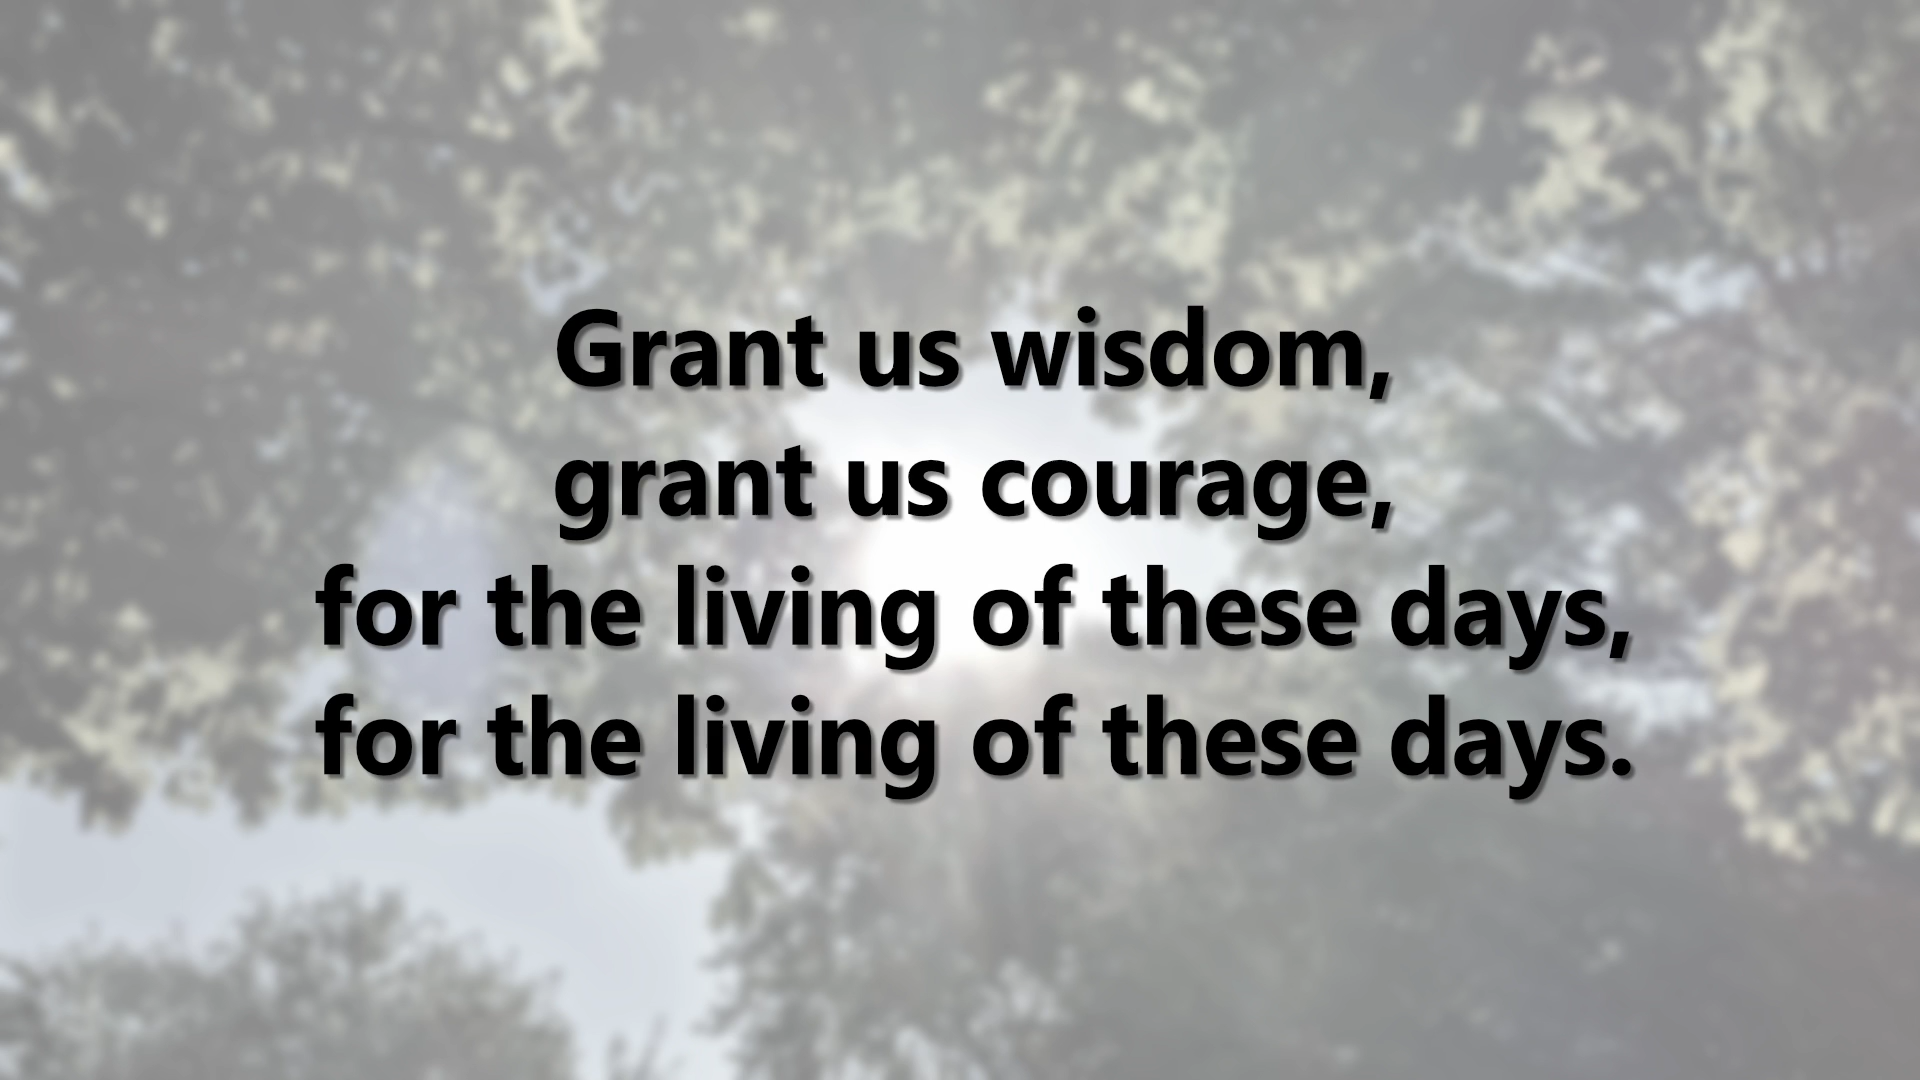 Grant us wisdom,
grant us courage,
for the living of these days,
for the living of these days.